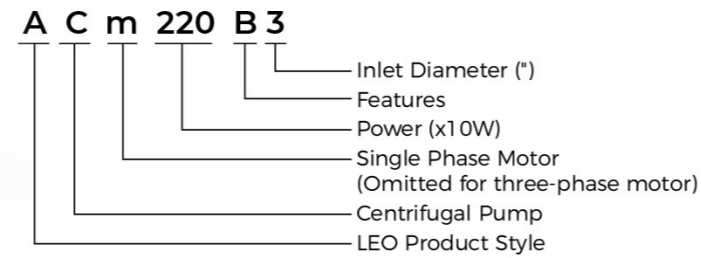 A C m 220 B 3
Inlet Diameter (")
Features
Power (x10W)
Single Phase Motor
(Omitted for three-phase motor)
Centrifugal Pump
LEO Product Style